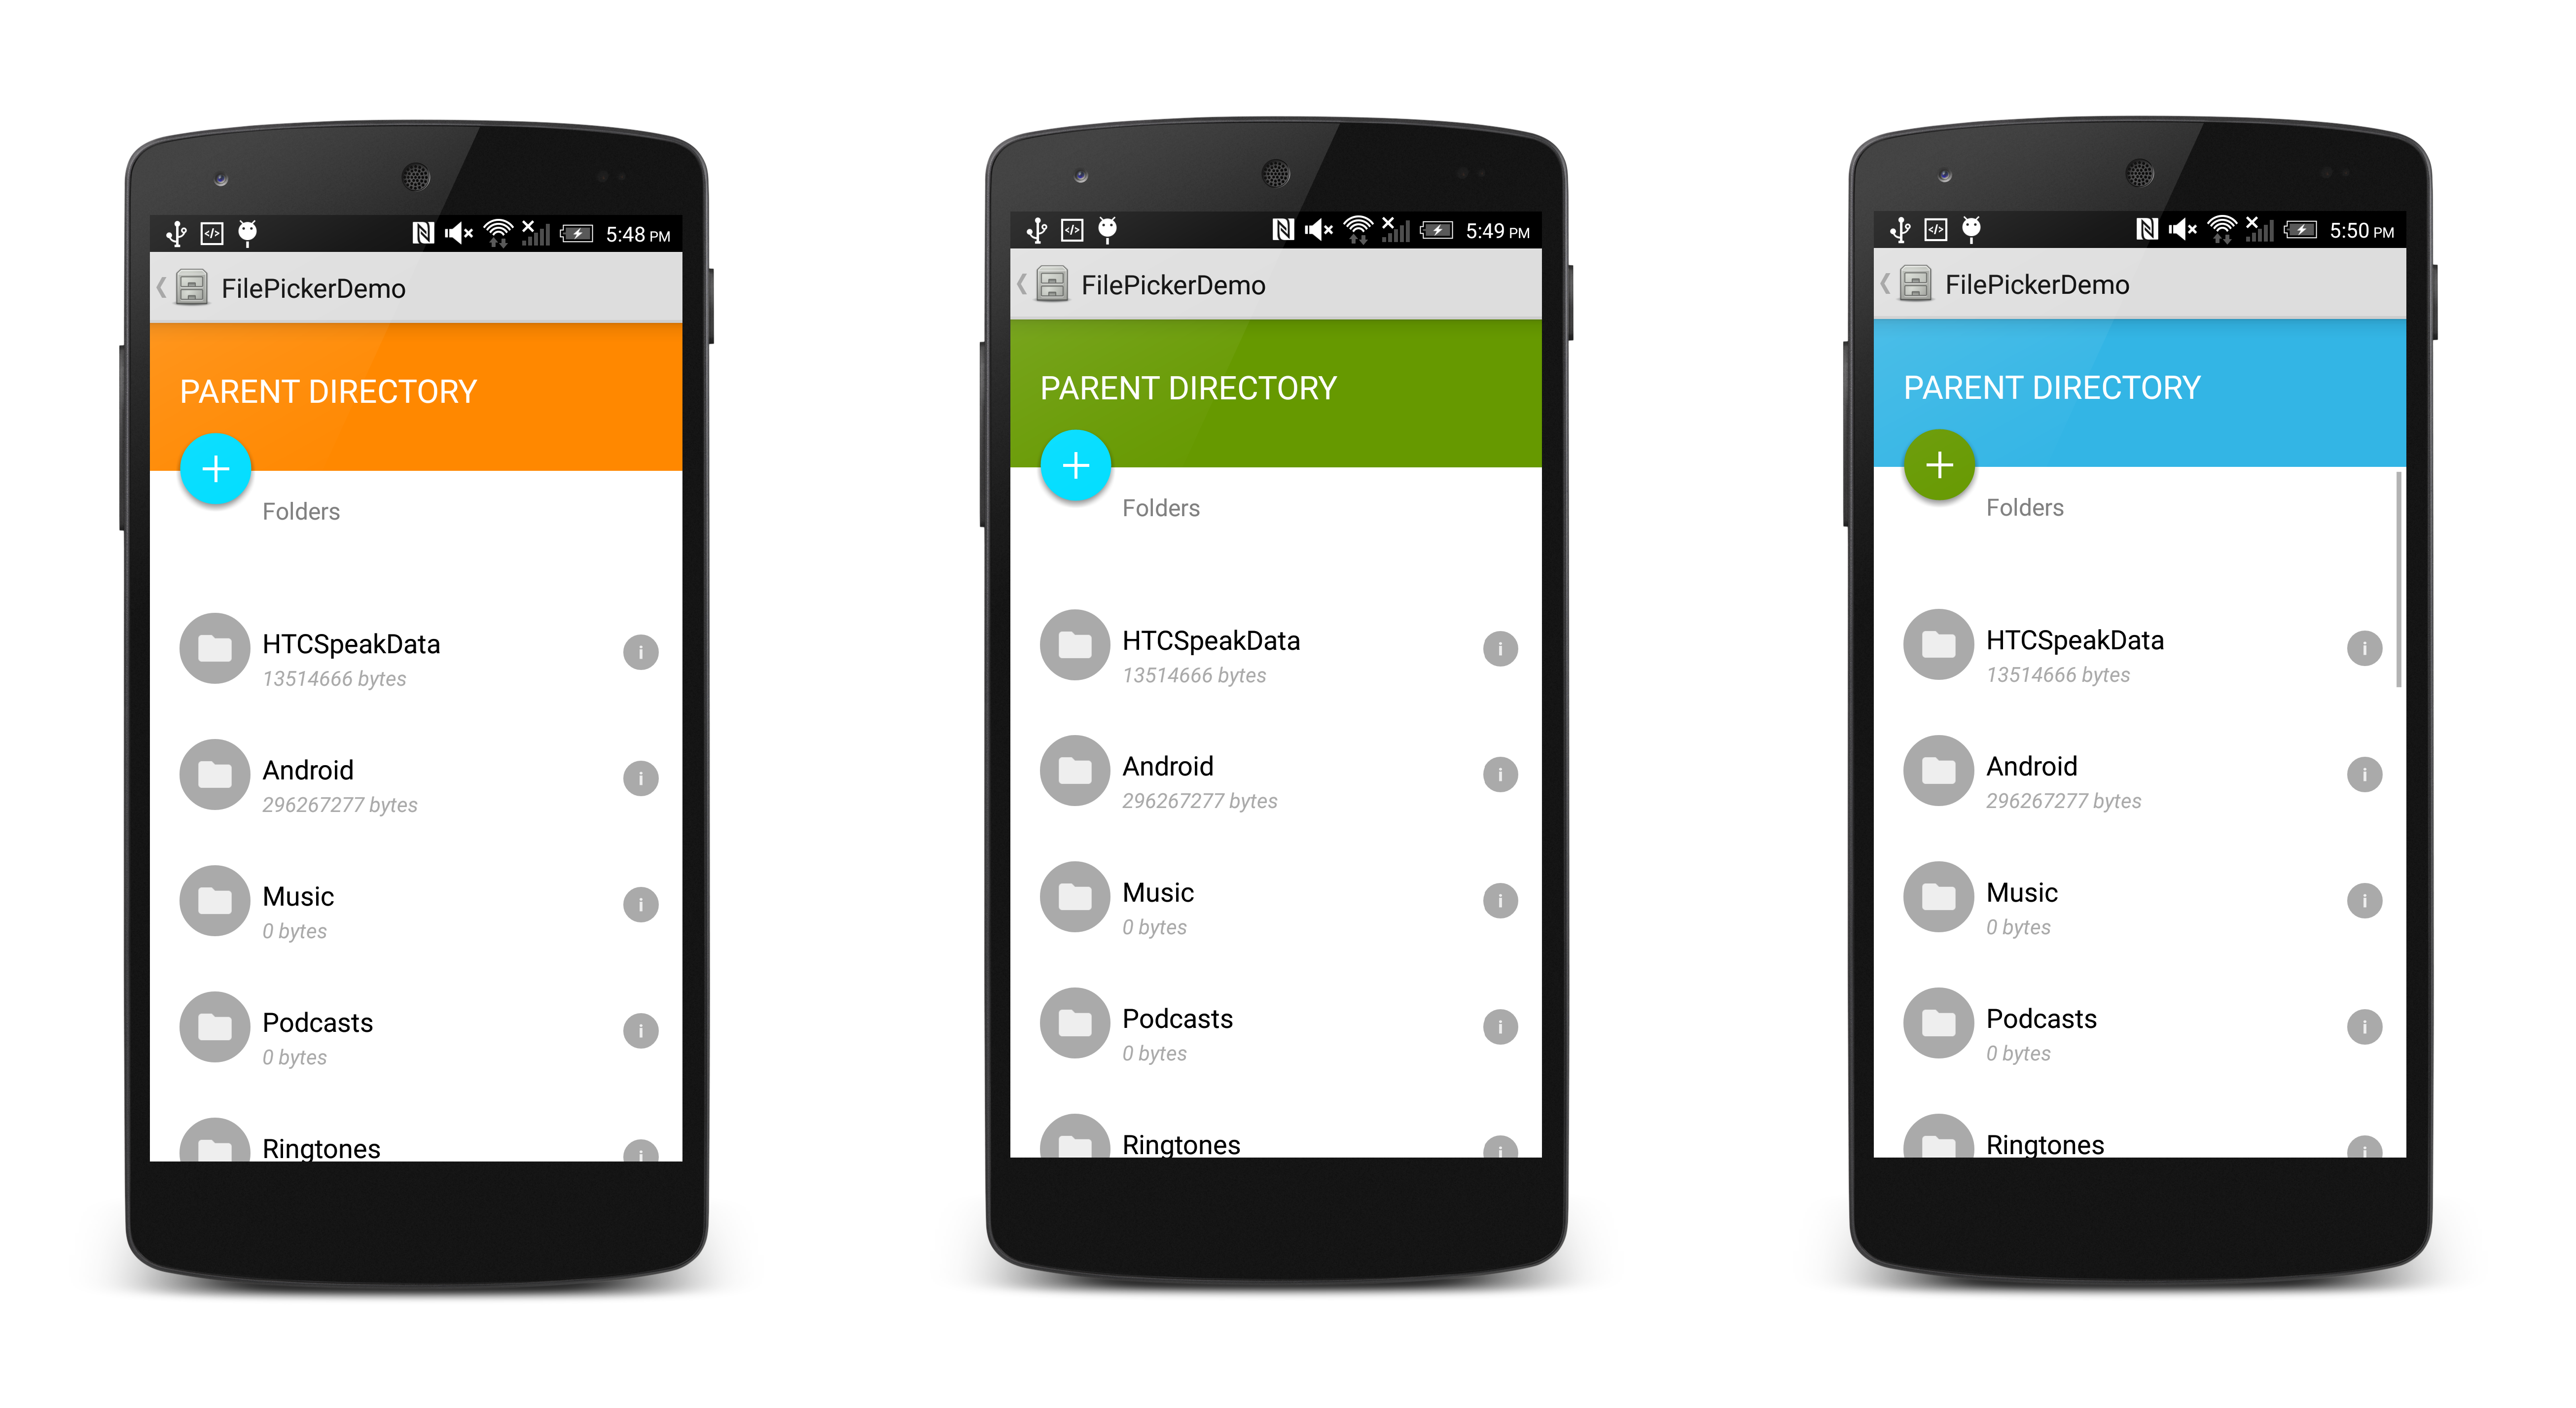 5:48 PM
FilePickerDemo
PARENT DIRECTORY
Folders
HTCSpeakData
13514666 bytes
Android
296267277 bytes
Music
0 bytes
Podcasts
0 bytes
Ringtones
5:49 PM
FilePickerDemo
PARENT DIRECTORY
Folders
HTCSpeakData
13514666 bytes
Android
296267277 bytes
Music
0 bytes
Podcasts
0 bytes
Ringtones
5:50 PM
FilePickerDemo
PARENT DIRECTORY
Folders
HTCSpeakData
13514666 bytes
Android
296267277 bytes
Music
0 bytes
Podcasts
0 bytes
Ringtones